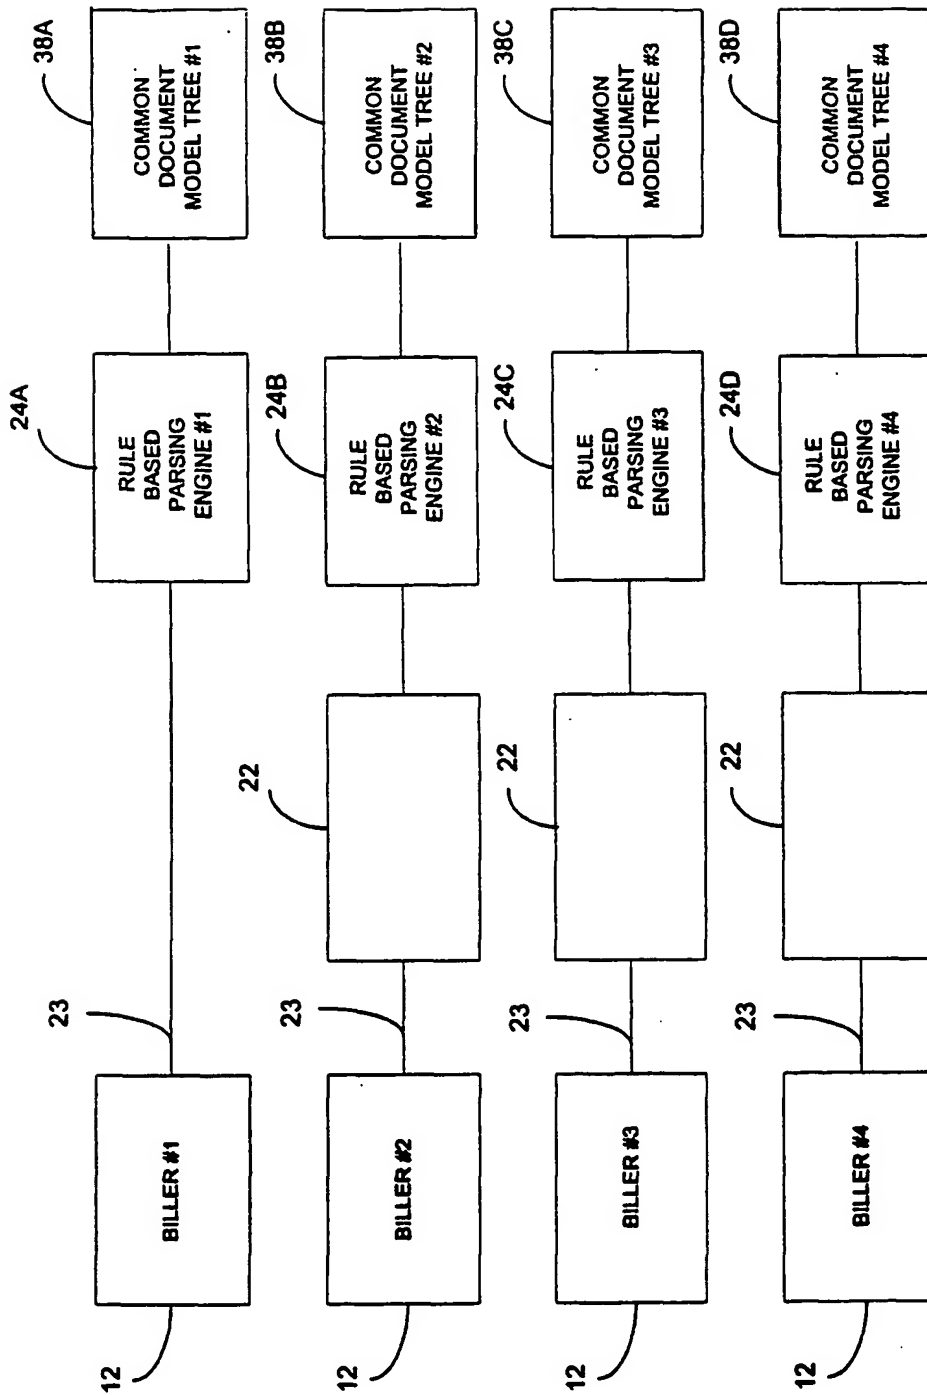 12
BILLER #1
23
24A
RULE
BASED
PARSING
ENGINE #1
38A
COMMON
DOCUMENT
MODEL TREE #1
12
BILLER #2
23
22
24B
RULE
BASED
PARSING
ENGINE #2
38B
COMMON
DOCUMENT
MODEL TREE #2
12
BILLER #3
23
22
24C
RULE
BASED
PARSING
ENGINE #3
38C
COMMON
DOCUMENT
MODEL TREE #3
12
BILLER #4
23
22
24D
RULE
BASED
PARSING
ENGINE #4
38D
COMMON
DOCUMENT
MODEL TREE #4